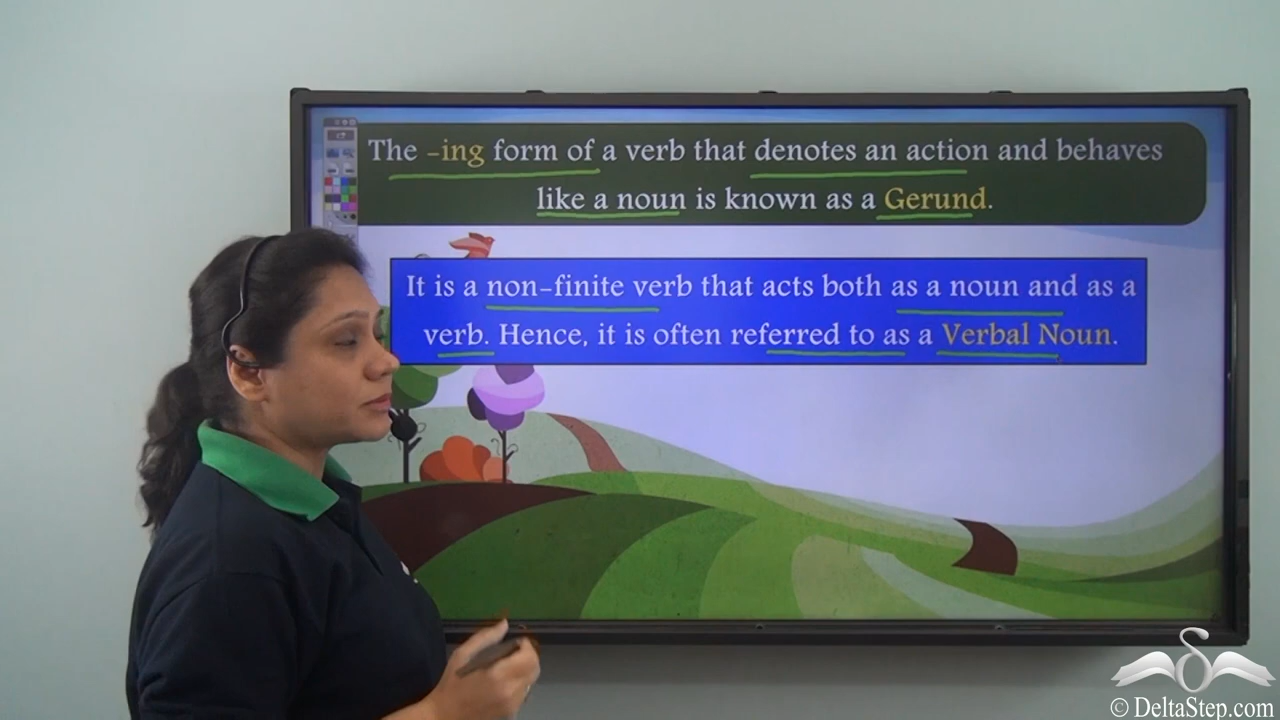 The -ing form of a verb that denotes an action and behaves
like a noun is known as a Gerund.
It is a non-finite verb that acts both as a noun and as a
verb. Hence, it is often referred to as a Verbal Noun.
© DeltaStep.com